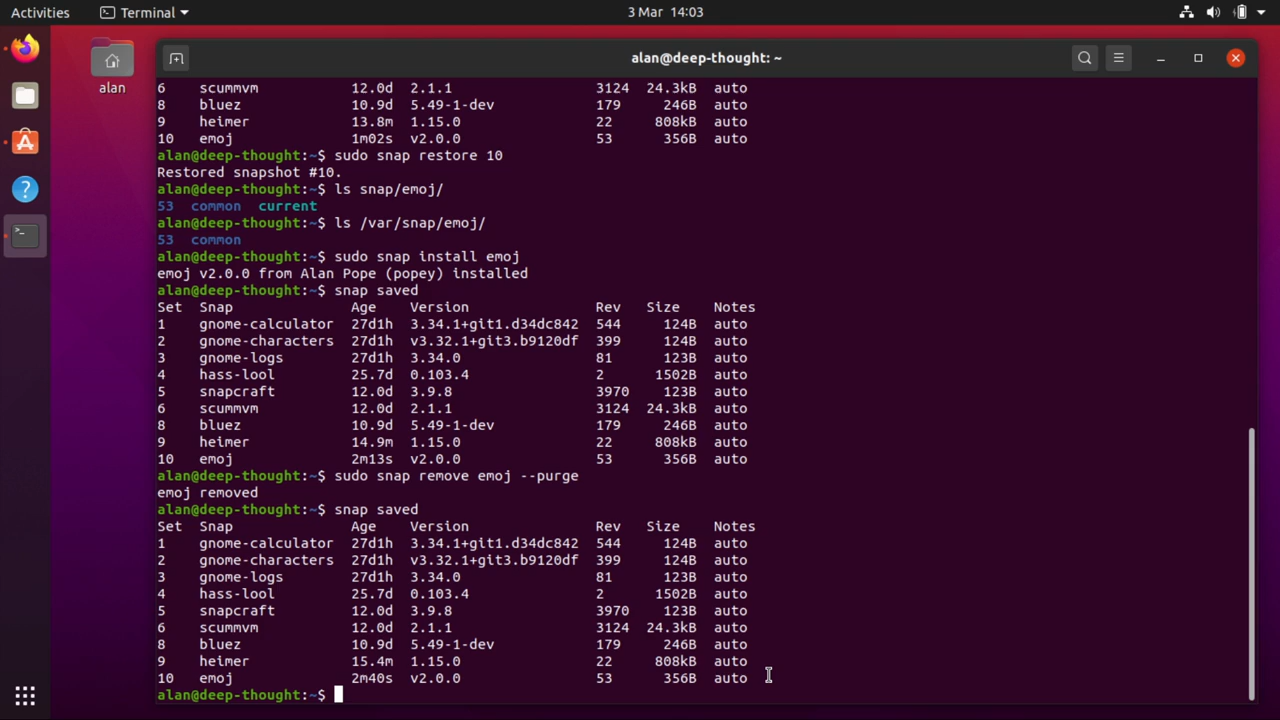 Activities Terminal 3 Mar 14:03
alan
alan@deep-thought: ~
6 scummvm 12.0d 2.1.1 3124 24.3kB auto
8 bluez 10.9d 5.49-1-dev 179 246B auto
9 heimer 13.8m 1.15.0 22 808kB auto
10 emoj 1m02s v2.0.0 53 356B auto
alan@deep-thought:~$ sudo snap restore 10
Restored snapshot #10.
alan@deep-thought:~$ ls snap/emoj/
53 common current
alan@deep-thought:~$ ls /var/snap/emoj/
53 common
alan@deep-thought:~$ sudo snap install emoj
emoj v2.0.0 from Alan Pope (popey) installed
alan@deep-thought:~$ snap saved
Set Snap Age Version Rev Size Notes
1 gnome-calculator 27d1h 3.34.1+git1.d34dc842 544 124B auto
2 gnome-characters 27d1h v3.32.1+git3.b9120df 399 124B auto
3 gnome-logs 27d1h 3.34.0 81 123B auto
4 hass-lool 25.7d 0.103.4 2 1502B auto
5 snapcraft 12.0d 3.9.8 3970 123B auto
6 scummvm 12.0d 2.1.1 3124 24.3kB auto
8 bluez 10.9d 5.49-1-dev 179 246B auto
9 heimer 14.9m 1.15.0 22 808kB auto
10 emoj 2m13s v2.0.0 53 356B auto
alan@deep-thought:~$ sudo snap remove emoj --purge
emoj removed
alan@deep-thought:~$ snap saved
Set Snap Age Version Rev Size Notes
1 gnome-calculator 27d1h 3.34.1+git1.d34dc842 544 124B auto
2 gnome-characters 27d1h v3.32.1+git3.b9120df 399 124B auto
3 gnome-logs 27d1h 3.34.0 81 123B auto
4 hass-lool 25.7d 0.103.4 2 1502B auto
5 snapcraft 12.0d 3.9.8 3970 123B auto
6 scummvm 12.0d 2.1.1 3124 24.3kB auto
8 bluez 10.9d 5.49-1-dev 179 246B auto
9 heimer 15.4m 1.15.0 22 808kB auto
10 emoj 2m40s v2.0.0 53 356B auto
alan@deep-thought:~$